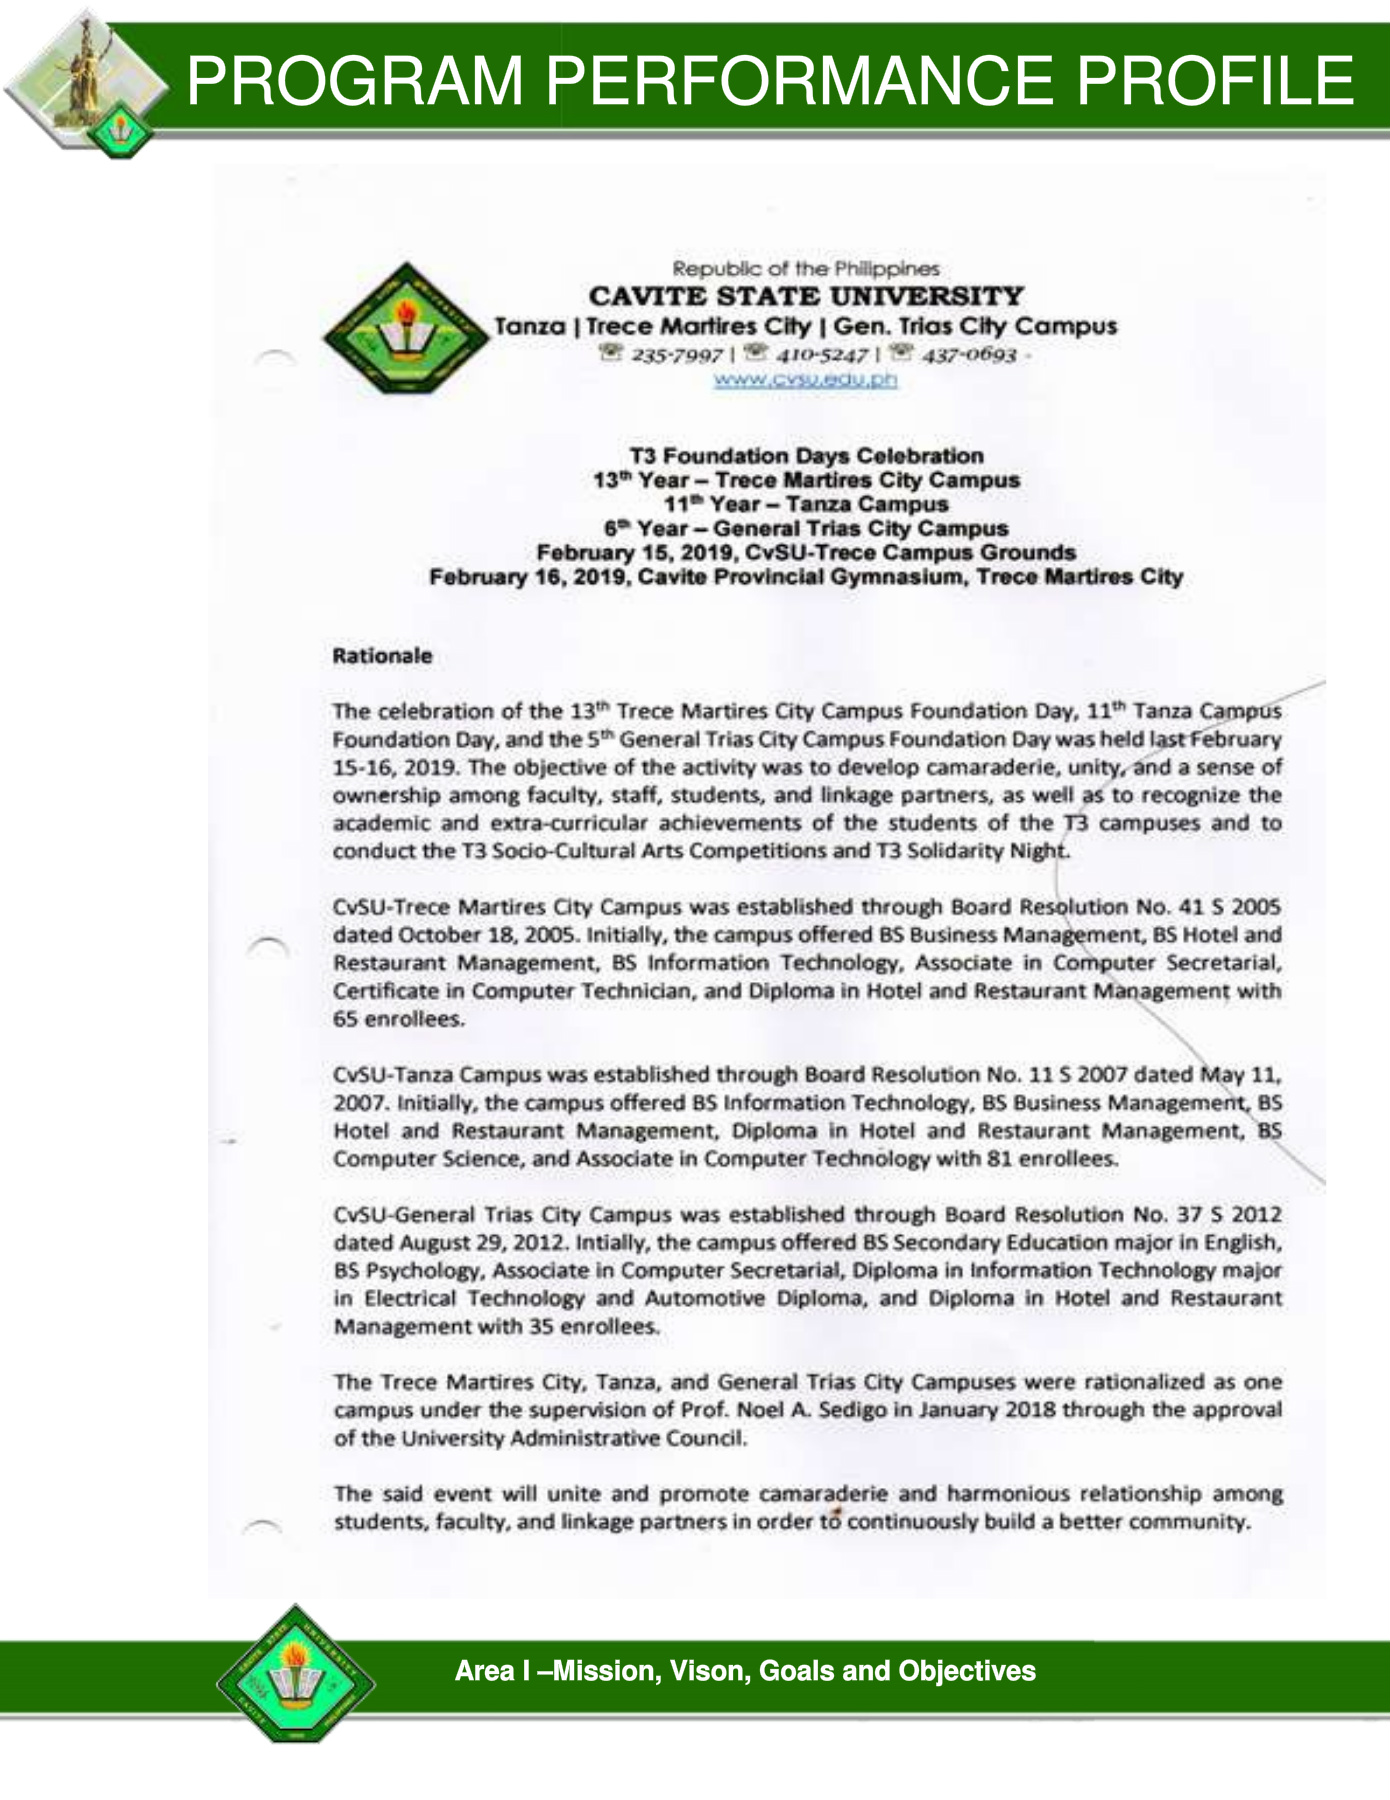 PROGRAM PERFORMANCE PROFILE
Republic of the Philippines
CAVITE STATE UNIVERSITY
Tanza | Trece Martires City | Gen. Trias City Campus
☏ 235-7997 | ☏ 410-5247 | ☏ 437-0693
www.cvsu.edu.ph
T3 Foundation Days Celebration
13th Year – Trece Martires City Campus
11th Year – Tanza Campus
6th Year – General Trias City Campus
February 15, 2019, CvSU-Trece Campus Grounds
February 16, 2019, Cavite Provincial Gymnasium, Trece Martires City
Rationale
The celebration of the 13th Trece Martires City Campus Foundation Day, 11th Tanza Campus
Foundation Day, and the 5th General Trias City Campus Foundation Day was held last February
15-16, 2019. The objective of the activity was to develop camaraderie, unity, and a sense of
ownership among faculty, staff, students, and linkage partners, as well as to recognize the
academic and extra-curricular achievements of the students of the T3 campuses and to
conduct the T3 Socio-Cultural Arts Competitions and T3 Solidarity Night.
CvSU-Trece Martires City Campus was established through Board Resolution No. 41 S 2005
dated October 18, 2005. Initially, the campus offered BS Business Management, BS Hotel and
Restaurant Management, BS Information Technology, Associate in Computer Secretarial,
Certificate in Computer Technician, and Diploma in Hotel and Restaurant Management with
65 enrollees.
CvSU-Tanza Campus was established through Board Resolution No. 11 S 2007 dated May 11,
2007. Initially, the campus offered BS Information Technology, BS Business Management, BS
Hotel and Restaurant Management, Diploma in Hotel and Restaurant Management, BS
Computer Science, and Associate in Computer Technology with 81 enrollees.
CvSU-General Trias City Campus was established through Board Resolution No. 37 S 2012
dated August 29, 2012. Intially, the campus offered BS Secondary Education major in English,
BS Psychology, Associate in Computer Secretarial, Diploma in Information Technology major
in Electrical Technology and Automotive Diploma, and Diploma in Hotel and Restaurant
Management with 35 enrollees.
The Trece Martires City, Tanza, and General Trias City Campuses were rationalized as one
campus under the supervision of Prof. Noel A. Sedigo in January 2018 through the approval
of the University Administrative Council.
The said event will unite and promote camaraderie and harmonious relationship among
students, faculty, and linkage partners in order to continuously build a better community.
Area I –Mission, Vison, Goals and Objectives